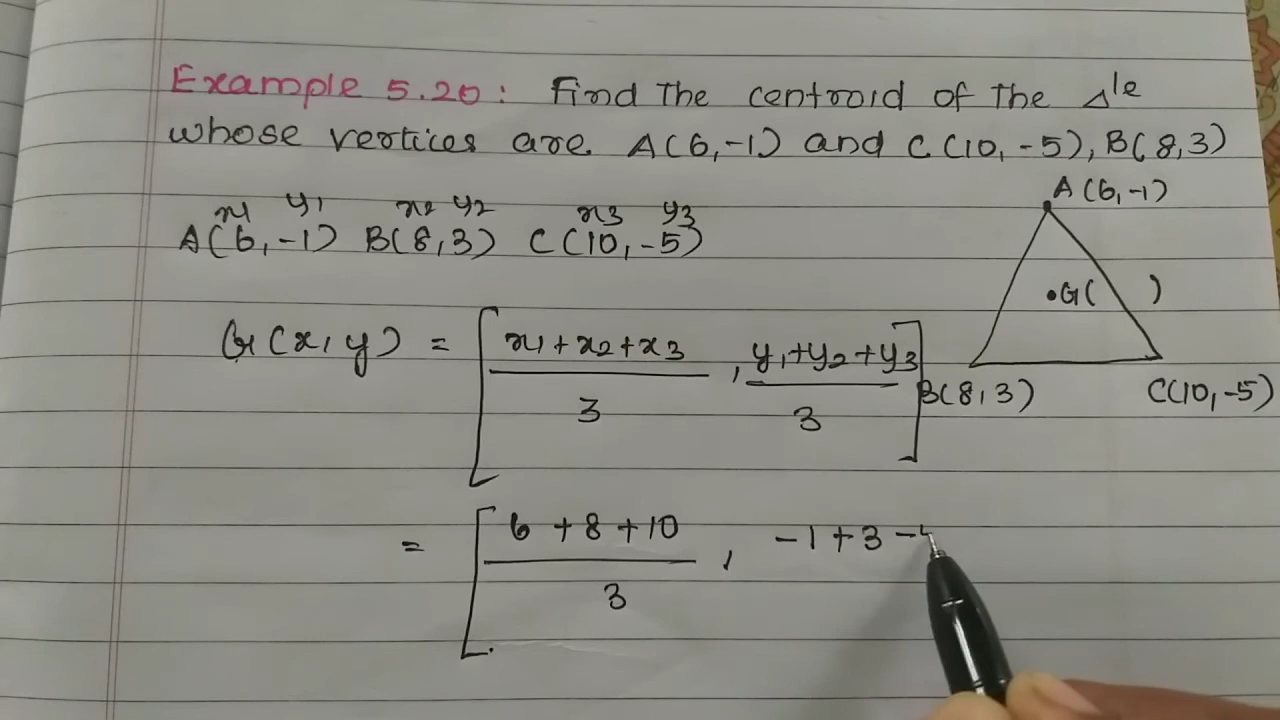 Example 5.20: Find The centroid of The Δle
whose vertices are A(6,-1) and C(10,-5), B(8,3)
A(6,-1)
x1 y1 x2 y2 x3 y3
A(6,-1) B(8,3) C(10,-5)
G( )
G(x,y) = [x1+x2+x3 , y1+y2+y3]
3 3
B(8,3) C(10,-5)
= [6+8+10 , -1+3-
3